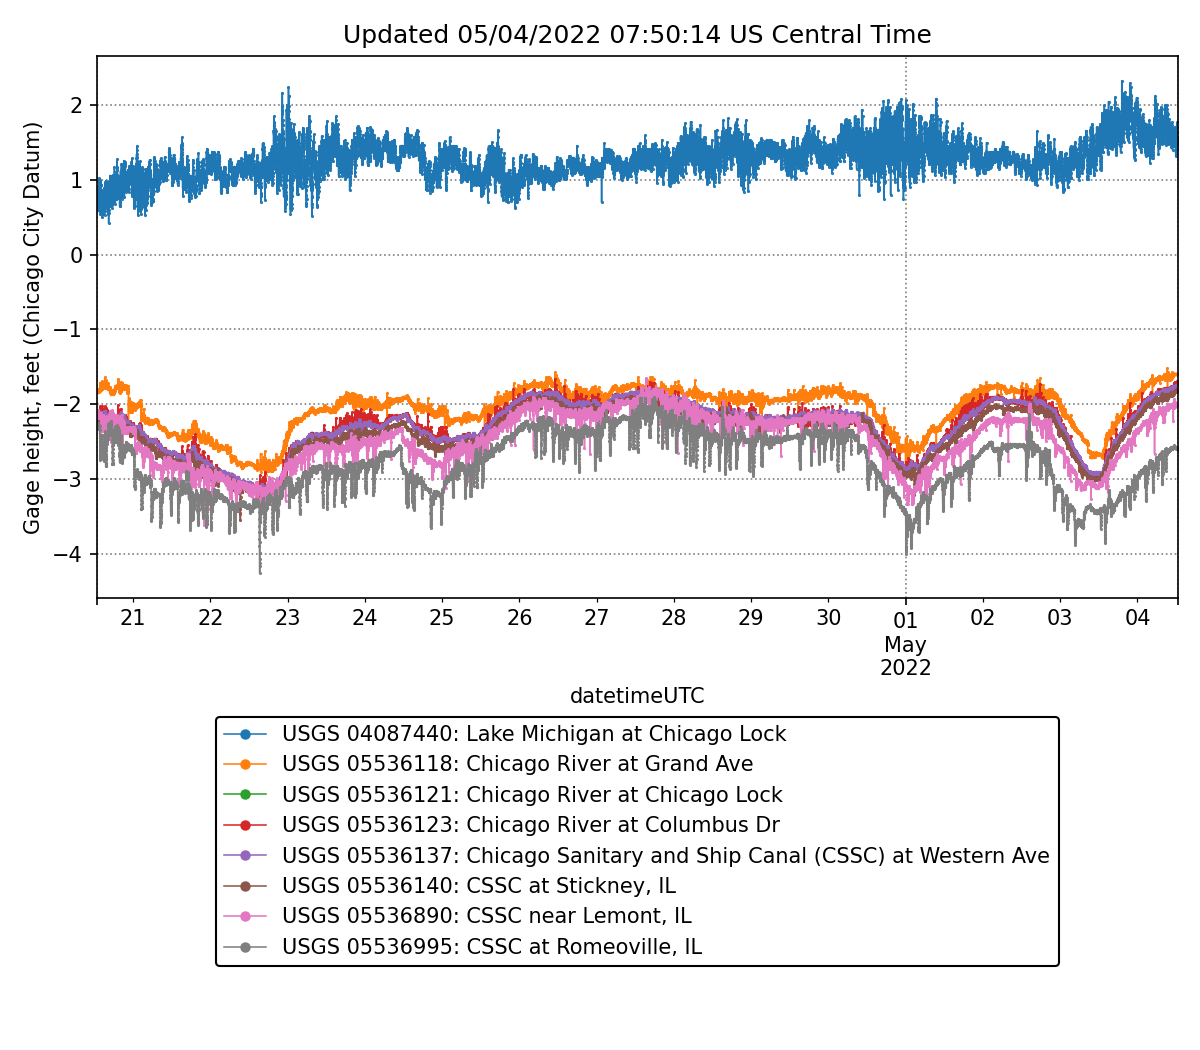 Updated 05/04/2022 07:50:14 US Central Time
Gage height, feet (Chicago City Datum)
2
1
0
−1
−2
−3
−4
21 22 23 24 25 26 27 28 29 30 01 02 03 04
May
2022
datetimeUTC
USGS 04087440: Lake Michigan at Chicago Lock
USGS 05536118: Chicago River at Grand Ave
USGS 05536121: Chicago River at Chicago Lock
USGS 05536123: Chicago River at Columbus Dr
USGS 05536137: Chicago Sanitary and Ship Canal (CSSC) at Western Ave
USGS 05536140: CSSC at Stickney, IL
USGS 05536890: CSSC near Lemont, IL
USGS 05536995: CSSC at Romeoville, IL